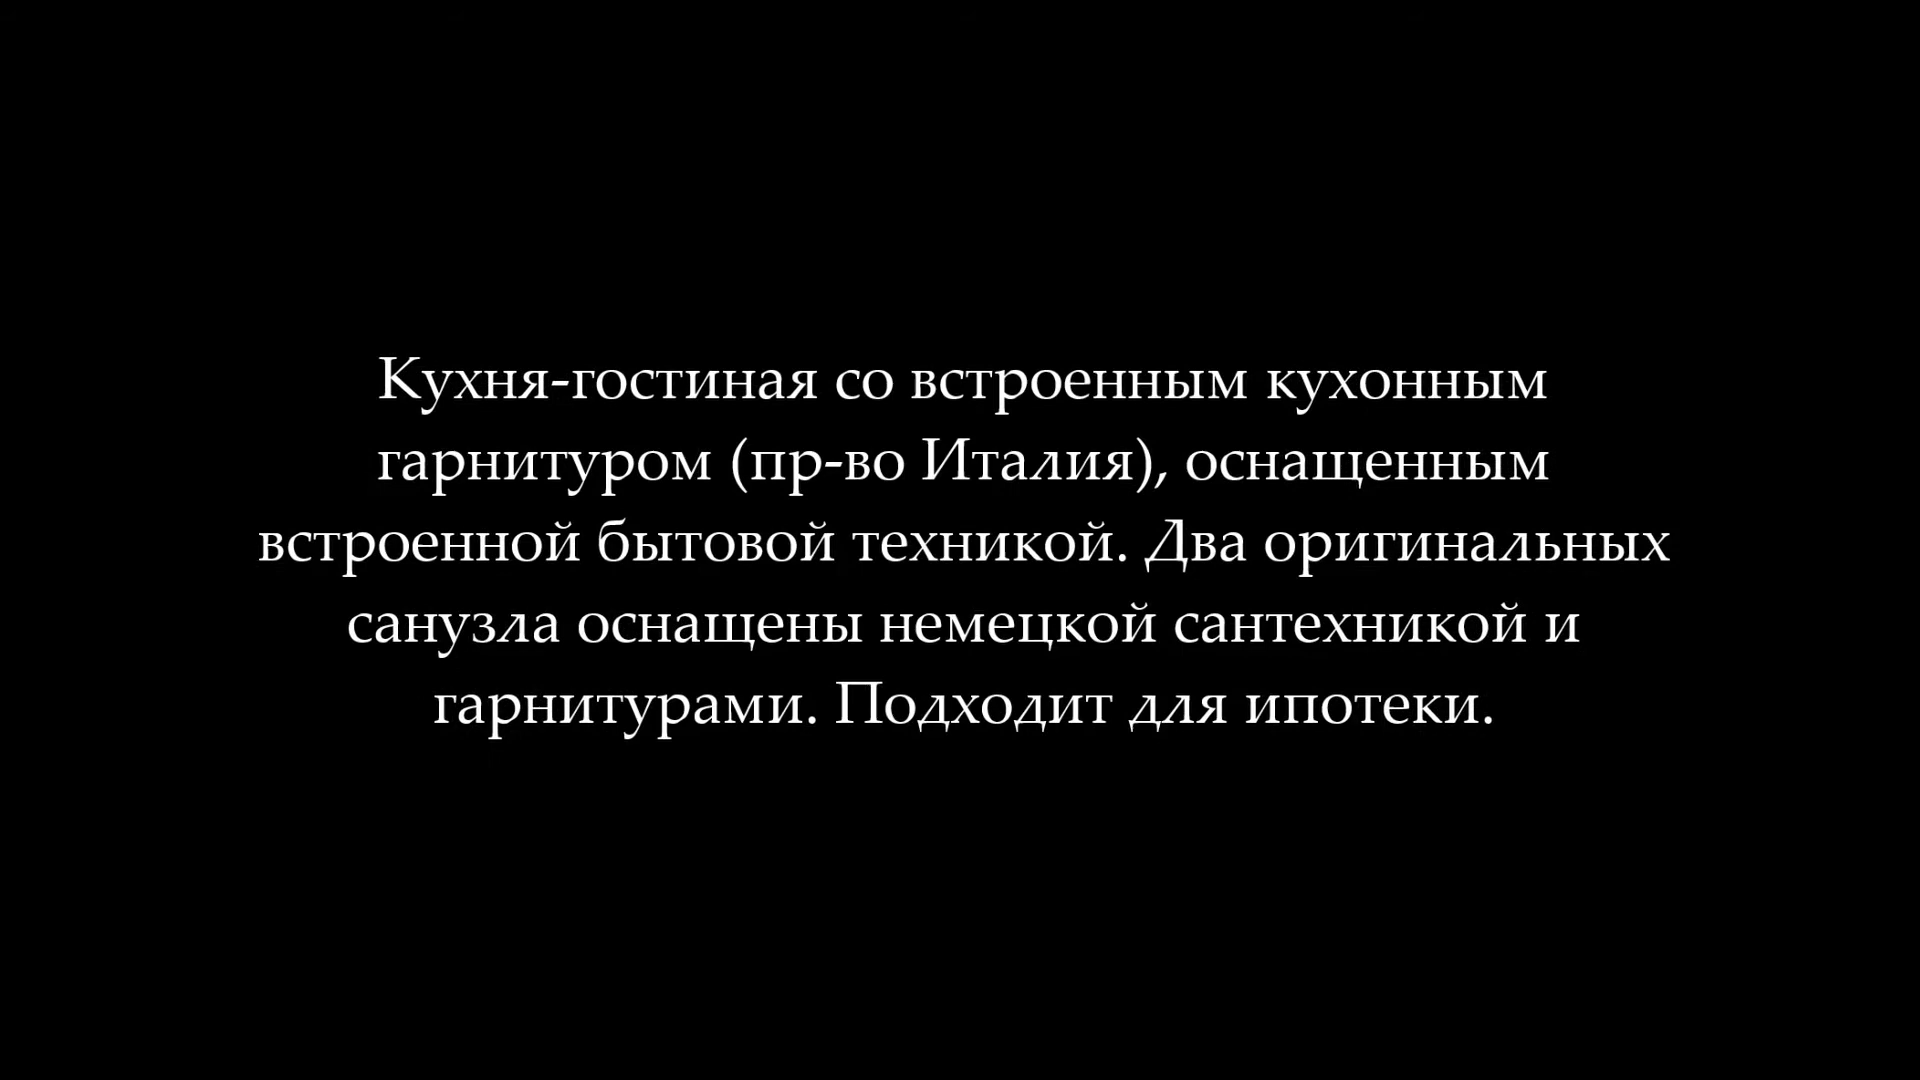 Кухня-гостиная со встроенным кухонным
гарнитуром (пр-во Италия), оснащенным
встроенной бытовой техникой. Два оригинальных
санузла оснащены немецкой сантехникой и
гарнитурами. Подходит для ипотеки.